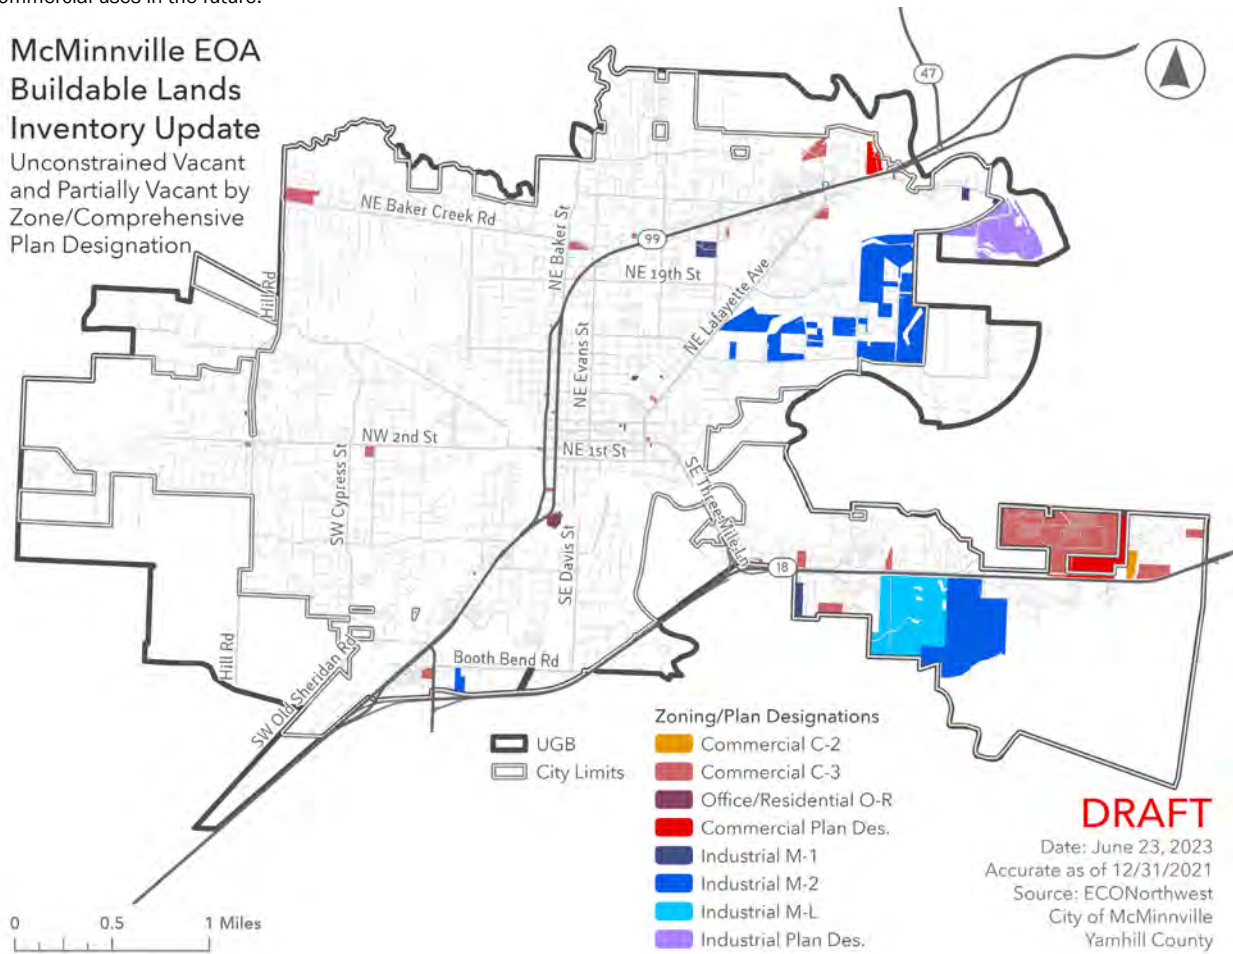 ommercial uses in the future.
McMinnville EOA
Buildable Lands
Inventory Update
Unconstrained Vacant
and Partially Vacant by
Zone/Comprehensive
Plan Designation
47
NE Baker Creek Rd
NE Baker St
99
NE 19th St
Hill Rd
NE Lafayette Ave
NE Evans St
NW 2nd St
NE 1st St
SW Cypress St
SE Three Mile Ln
SE Davis St
18
Hill Rd
Booth Bend Rd
SW Old Sheridan Rd
UGB
City Limits
Zoning/Plan Designations
Commercial C-2
Commercial C-3
Office/Residential O-R
Commercial Plan Des.
Industrial M-1
Industrial M-2
Industrial M-L
Industrial Plan Des.
DRAFT
Date: June 23, 2023
Accurate as of 12/31/2021
Source: ECONorthwest
City of McMinnville
Yamhill County
0 0.5 1 Miles